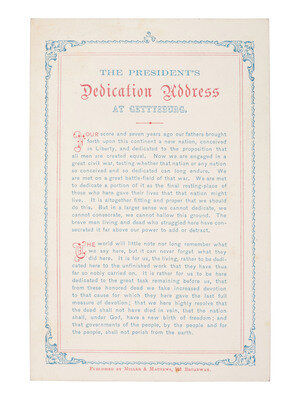 THE PRESIDENT'S
Dedication Address
AT GETTYSBURG.
FOUR score and seven years ago our fathers brought
forth upon this continent a new nation, conceived
in Liberty, and dedicated to the proposition that
all men are created equal. Now we are engaged in a
great civil war, testing whether that nation or any nation
so conceived and so dedicated can long endure. We
are met on a great battle-field of that war. We are met
to dedicate a portion of it as the final resting-place of
those who here gave their lives that that nation might
live. It is altogether fitting and proper that we should
do this. But in a larger sense we cannot dedicate, we
cannot consecrate, we cannot hallow this ground. The
brave men living and dead who struggled here have con-
secrated it far above our power to add or detract.
THE world will little note nor long remember what
we say here, but it can never forget what they
did here. It is for us, the living, rather to be dedi-
cated here to the unfinished work that they have thus
far so nobly carried on. It is rather for us to be here
dedicated to the great task remaining before us, that
from these honored dead we take increased devotion
to that cause for which they here gave the last full
measure of devotion; that we here highly resolve that
the dead shall not have died in vain, that the nation
shall, under God, have a new birth of freedom; and
that governments of the people, by the people and for
the people, shall not perish from the earth.
PUBLISHED BY MILLER & MATHEWS, BROADWAY.